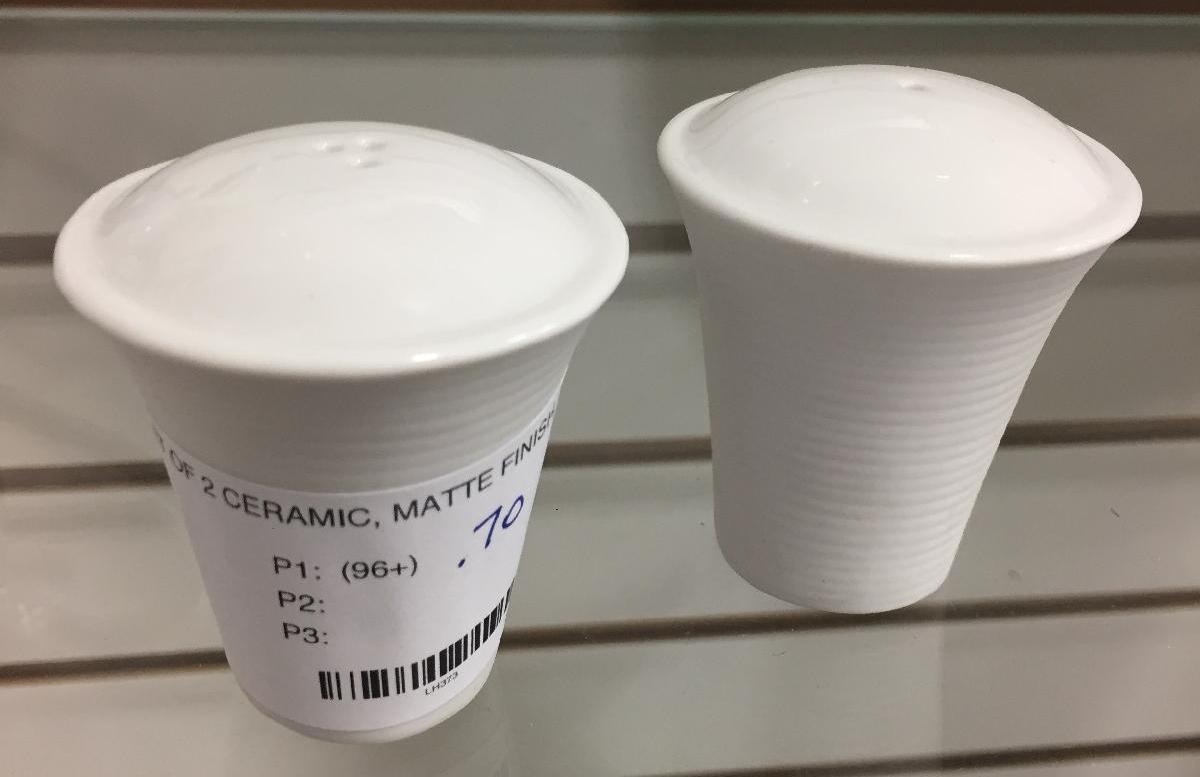 OF 2 CERAMIC, MATTE FINISH
.70
P1: (96+)
P2:
P3:
LH373